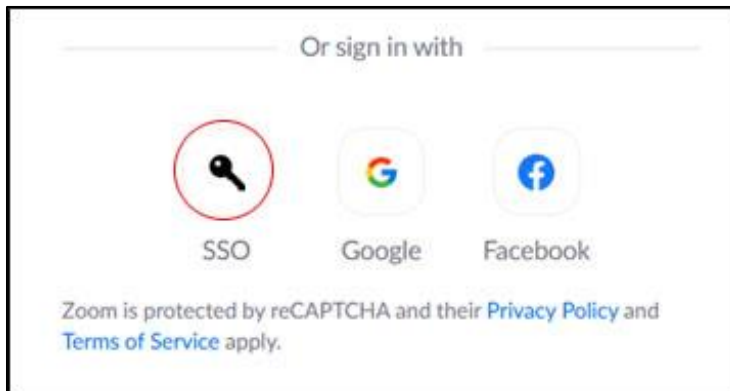 Or sign in with
SSO
Google
Facebook
Zoom is protected by reCAPTCHA and their Privacy Policy and
Terms of Service apply.